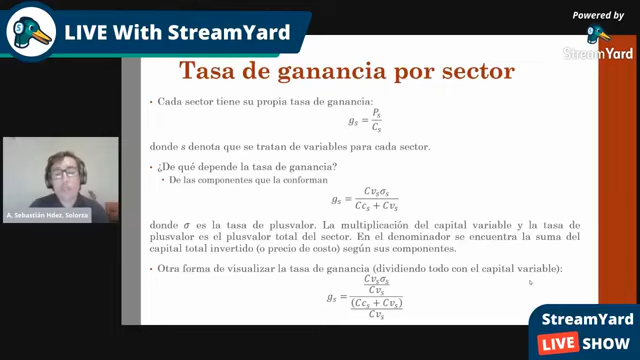 LIVE With StreamYard
Powered by
StreamYard
Tasa de ganancia por sector
• Cada sector tiene su propia tasa de ganancia:
g_s = P_s / C_s
donde s denota que se tratan de variables para cada sector.
• ¿De qué depende la tasa de ganancia?
• De las componentes que la conforman
g_s = Cv_s σ_s / (Cc_s + Cv_s)
donde σ es la tasa de plusvalor. La multiplicación del capital variable y la tasa de
plusvalor es el plusvalor total del sector. En el denominador se encuentra la suma del
capital total invertido (o precio de costo) según sus componentes.
• Otra forma de visualizar la tasa de ganancia (dividiendo todo con el capital variable):
g_s = (Cv_s σ_s / Cv_s) / ((Cc_s + Cv_s) / Cv_s)
A. Sebastián Hdez. Solorza
StreamYard
LIVE SHOW